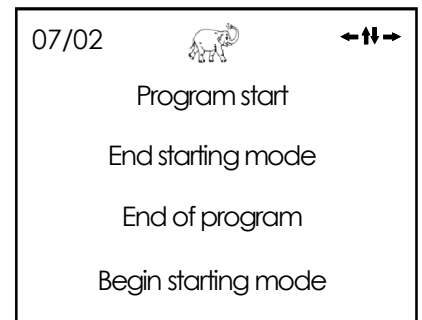 07/02
Program start
End starting mode
End of program
Begin starting mode